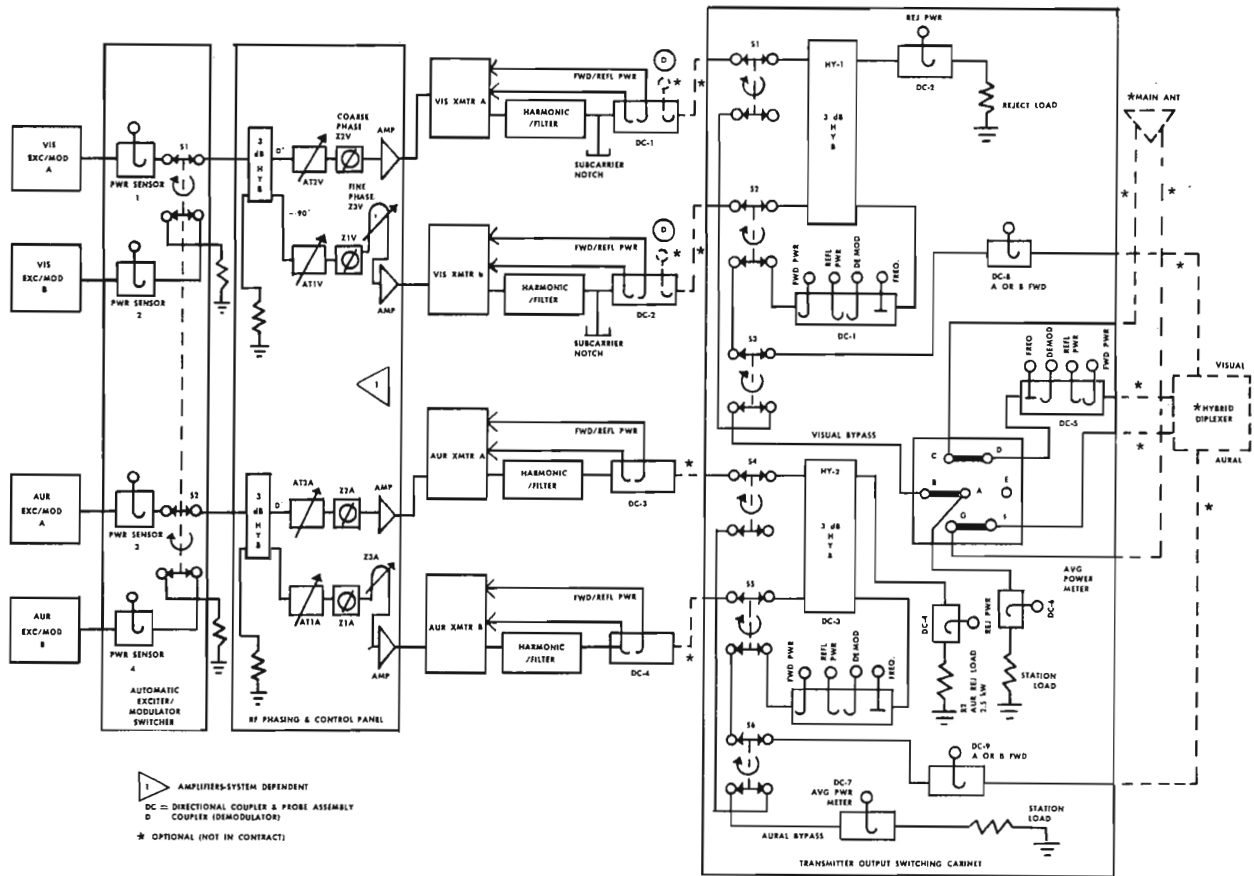 VIS
EXC/MOD
A
PWR SENSOR
1
S1
VIS
EXC/MOD
B
PWR SENSOR
2
AUR
EXC/MOD
A
PWR SENSOR
3
S2
AUR
EXC/MOD
B
PWR SENSOR
4
AUTOMATIC
EXCITER/
MODULATOR
SWITCHER
3
dB
H
Y
B
0°
COARSE
PHASE
Z2V
AT2V
AMP
FINE
PHASE
Z3V
-90°
AT1V
Z1V
1
AMP
1
3
dB
H
Y
B
0°
AT2A
Z2A
AMP
Z3A
AT1A
Z1A
AMP
RF PHASING & CONTROL PANEL
VIS XMTR A
FWD/REFL PWR
HARMONIC
/FILTER
SUBCARRIER
NOTCH
DC-1
D
*
*
VIS XMTR B
FWD/REFL PWR
HARMONIC
/FILTER
SUBCARRIER
NOTCH
DC-2
D
*
*
AUR XMTR A
FWD/REFL PWR
HARMONIC
/FILTER
DC-3
*
AUR XMTR B
FWD/REFL PWR
HARMONIC
/FILTER
DC-4
*
S1
HY-1
3 dB
H
Y
B
REJ PWR
DC-2
REJECT LOAD
S2
FWD PWR
REFL
PWR
DEMOD
FREQ.
DC-1
DC-8
A OR B FWD
S3
VISUAL BYPASS
FREQ
DEMOD
REFL
PWR
FWD PWR
DC-5
C
D
B
A
E
G
F
S4
HY-2
3 dB
H
Y
B
S5
DC-3
FWD PWR
REFL
PWR
DEMOD
FREQ.
AVG
POWER
METER
DC-4
REJ PWR
DC-6
AUR REJ LOAD
2.5 kW
STATION
LOAD
S6
DC-9
A OR B FWD
DC-7
AVG PWR
METER
AURAL BYPASS
STATION
LOAD
TRANSMITTER OUTPUT SWITCHING CABINET
*MAIN ANT
*
*
*
VISUAL
*HYBRID
DIPLEXER
AURAL
*
*
*
1 AMPLIFIERS-SYSTEM DEPENDENT
DC = DIRECTIONAL COUPLER & PROBE ASSEMBLY
D COUPLER (DEMODULATOR)
* OPTIONAL (NOT IN CONTRACT)